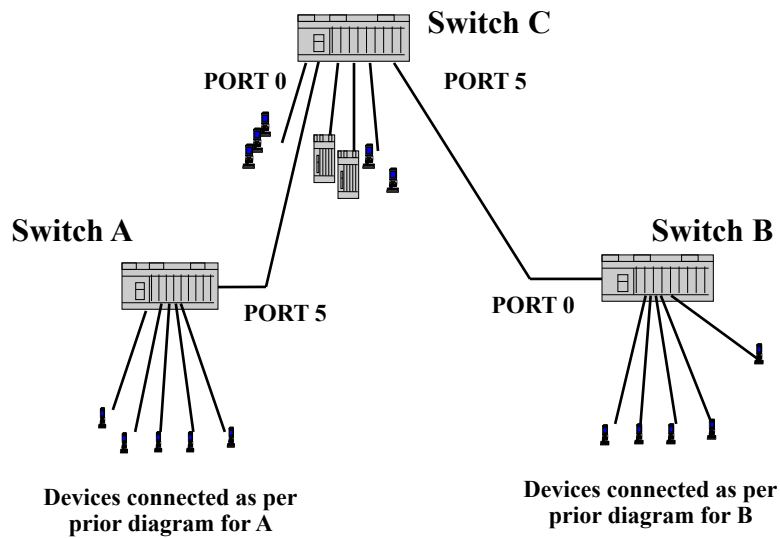 Switch C
PORT 0
PORT 5
Switch A
Switch B
PORT 5
PORT 0
Devices connected as per
prior diagram for A
Devices connected as per
prior diagram for B